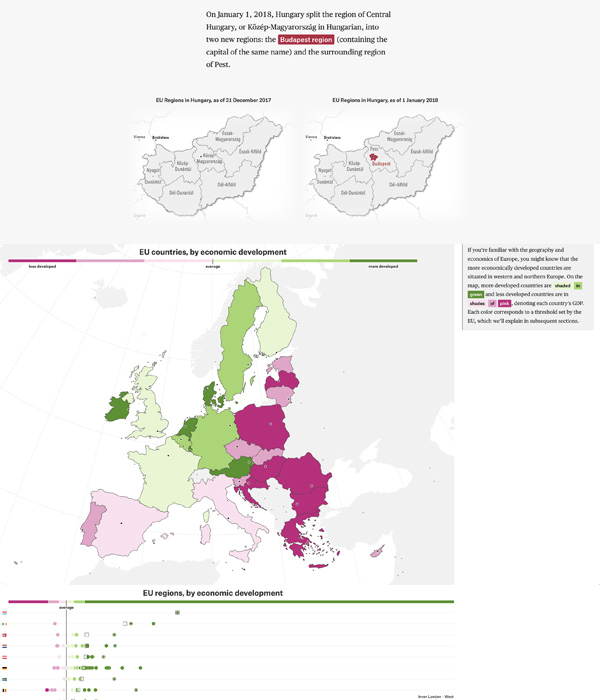 On January 1, 2018, Hungary split the region of Central
Hungary, or Közép-Magyarország in Hungarian, into
two new regions: the Budapest region (containing the
capital of the same name) and the surrounding region
of Pest.
EU Regions in Hungary, as of 31 December 2017
EU Regions in Hungary, as of 1 January 2018
Vienna
Bratislava
Észak-
Magyarország
Közép-
Magyarország
Észak-Alföld
Nyugat-
Dunántúl
Közép-
Dunántúl
Dél-Dunántúl
Dél-Alföld
Zagreb
Vienna
Bratislava
Észak-
Magyarország
Pest
Budapest
Észak-Alföld
Nyugat-
Dunántúl
Közép-
Dunántúl
Dél-Dunántúl
Dél-Alföld
Zagreb
EU countries, by economic development
less developed
average
more developed
If you're familiar with the geography and
economics of Europe, you might know that the
more economically developed countries are
situated in western and northern Europe. On the
map, more developed countries are shaded in
green and less developed countries are in
shades of pink, denoting each country's GDP.
Each color corresponds to a threshold set by the
EU, which we'll explain in subsequent sections.
EU regions, by economic development
average
Inner London - West